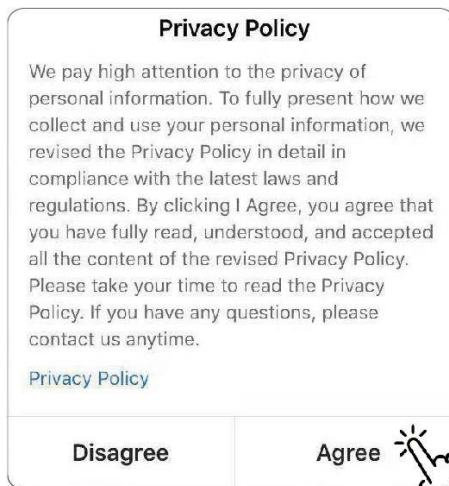 Privacy Policy
We pay high attention to the privacy of
personal information. To fully present how we
collect and use your personal information, we
revised the Privacy Policy in detail in
compliance with the latest laws and
regulations. By clicking I Agree, you agree that
you have fully read, understood, and accepted
all the content of the revised Privacy Policy.
Please take your time to read the Privacy
Policy. If you have any questions, please
contact us anytime.
Privacy Policy
Disagree
Agree